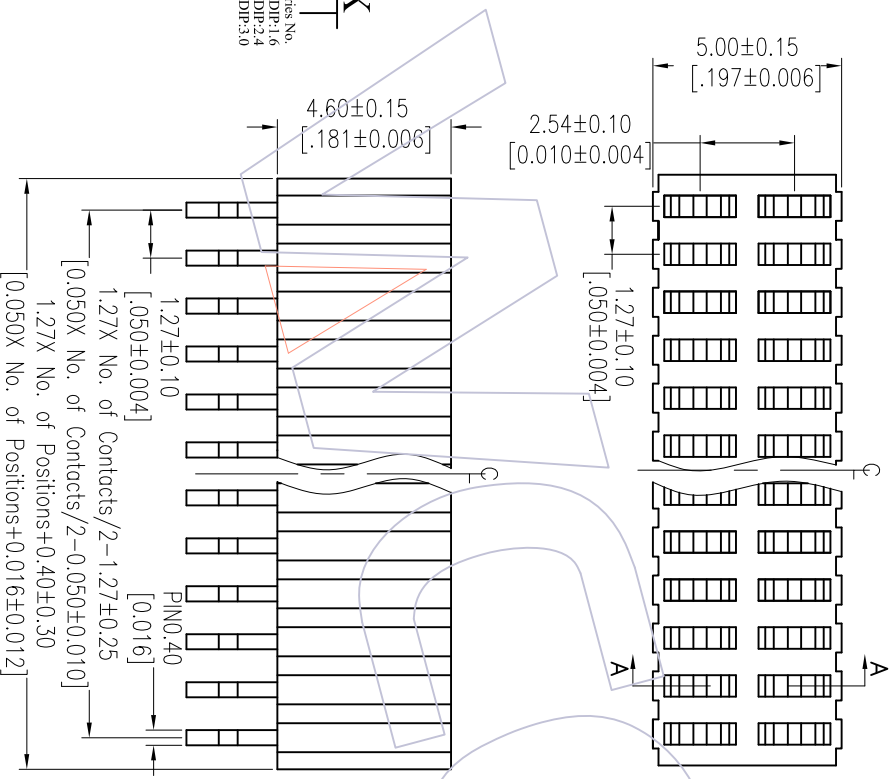 X
ries No.
DIP:1.6
DIP:2.4
DIP:3.0
5.00±0.15
[.197±0.006]
4.60±0.15
[.181±0.006]
2.54±0.10
[0.010±0.004]
1.27±0.10
[.050±0.004]
A
A
1.27±0.10
[.050±0.004]
1.27X No. of Contacts/2-1.27±0.25
[0.050X No. of Contacts/2-0.050±0.010]
1.27X No. of Positions+0.40±0.30
[0.050X No. of Positions+0.016±0.012]
PIN0.40
[0.016]